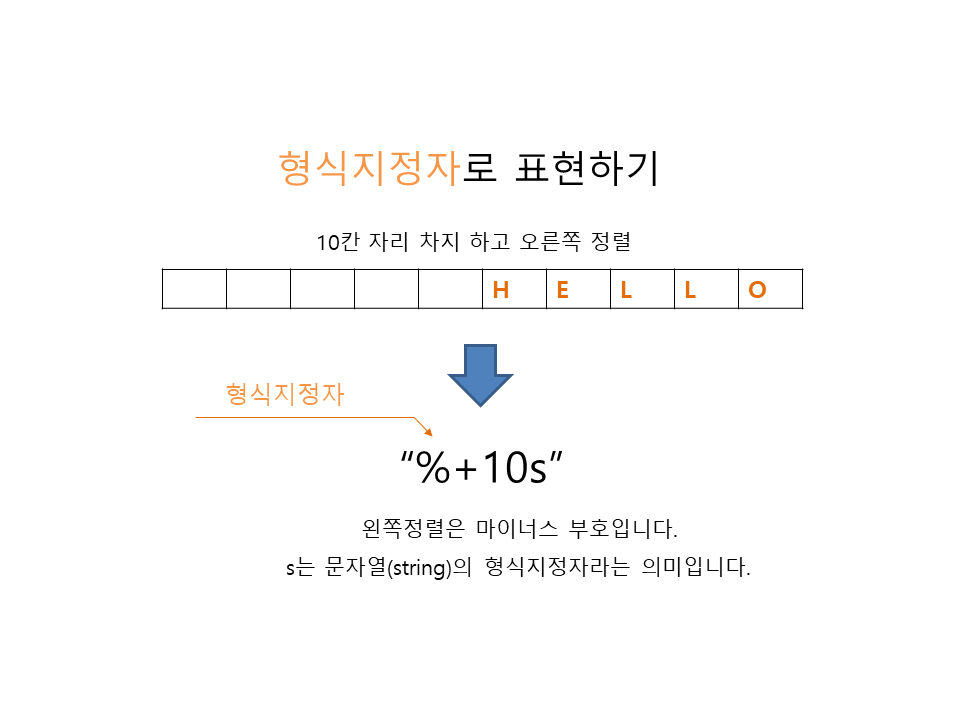 형식지정자로 표현하기
10칸 자리 차지 하고 오른쪽 정렬
H E L L O
형식지정자
“%+10s”
왼쪽정렬은 마이너스 부호입니다.
s는 문자열(string)의 형식지정자라는 의미입니다.